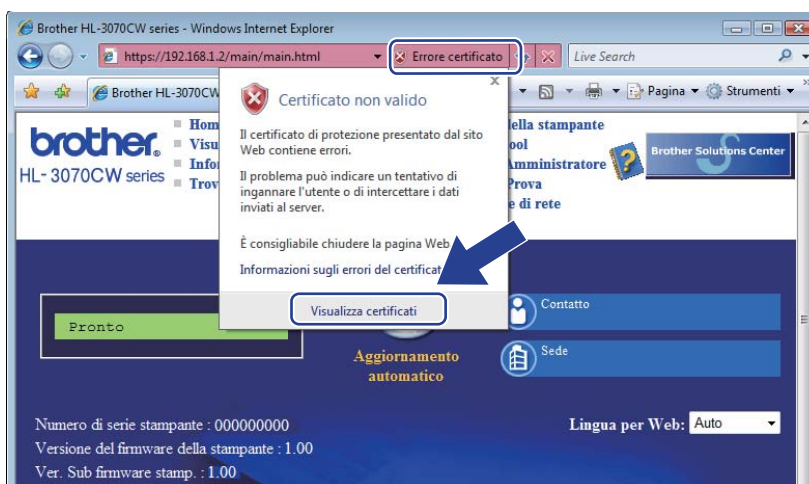 Brother HL-3070CW series - Windows Internet Explorer
https://192.168.1.2/main/main.html
Errore certificato
Live Search
Brother HL-3070CW
Pagina
Strumenti
brother
HL-3070CW series
Certificato non valido
Il certificato di protezione presentato dal sito
Web contiene errori.
Il problema può indicare un tentativo di
ingannare l'utente o di intercettare i dati
inviati al server.
È consigliabile chiudere la pagina Web
Informazioni sugli errori del certificat
Visualizza certificati
Hom
Visu
Info
Trov
ella stampante
ool
Amministratore
Prova
e di rete
Brother Solutions Center
Pronto
Aggiornamento
automatico
Contatto
Sede
Numero di serie stampante : 000000000
Versione del firmware della stampante : 1.00
Ver. Sub firmware stamp. : 1.00
Lingua per Web: Auto